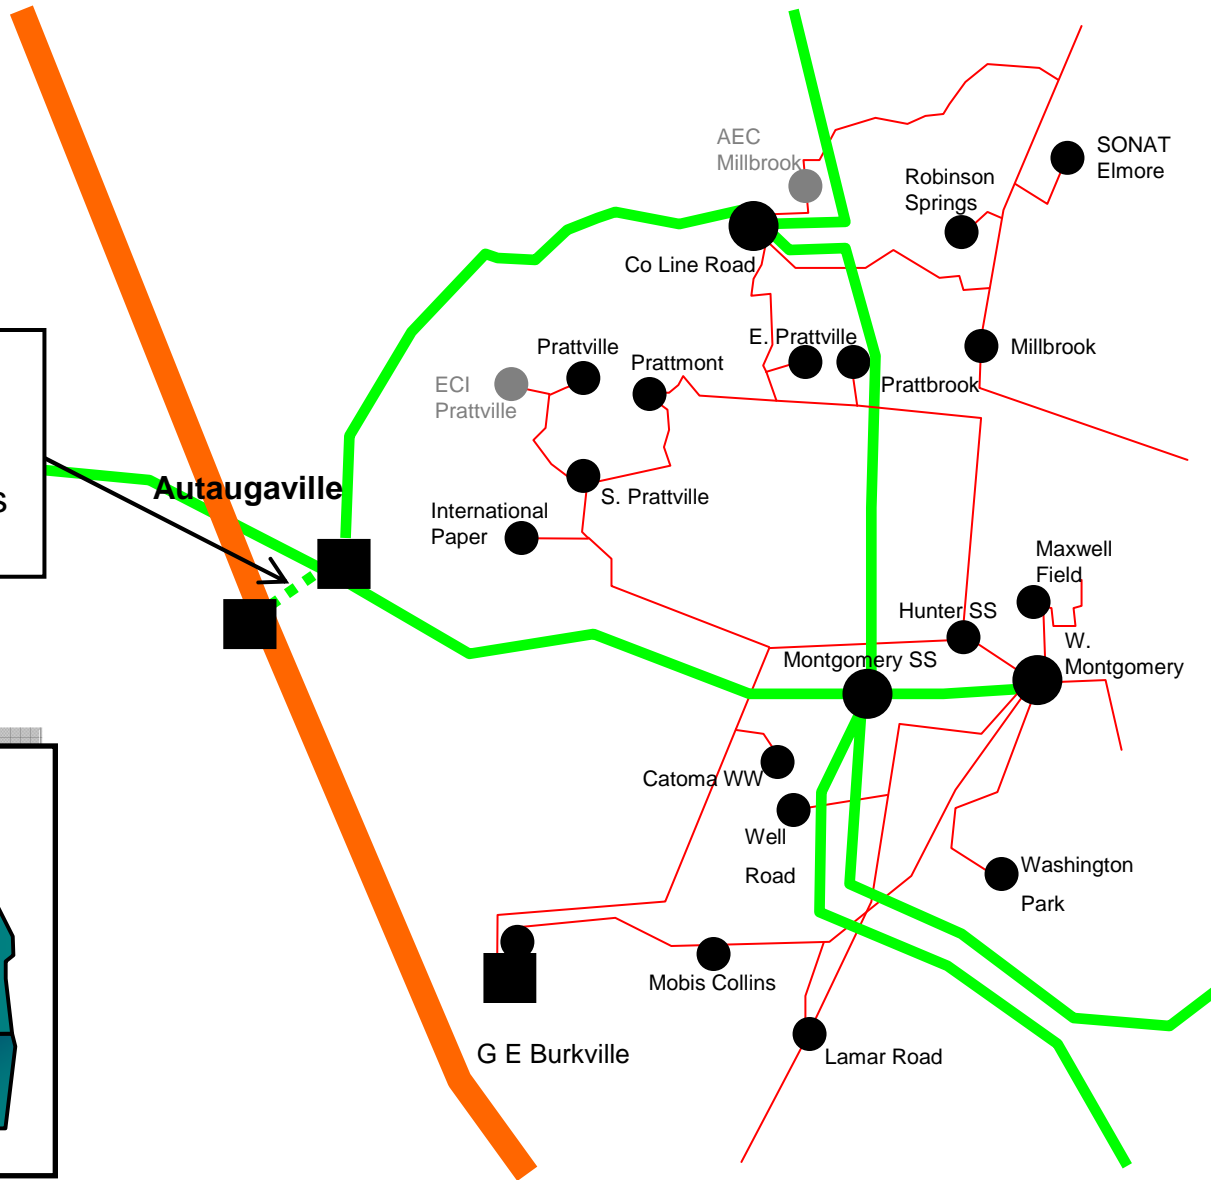 AEC
Millbrook
SONAT
Elmore
Robinson
Springs
Co Line Road
E. Prattville
Prattville
Prattmont
Millbrook
ECI
Prattville
Prattbrook
Autaugaville
s
S. Prattville
International
Paper
Maxwell
Field
Hunter SS
W.
Montgomery
Montgomery SS
Catoma WW
Well
Road
Washington
Park
Mobis Collins
G E Burkville
Lamar Road